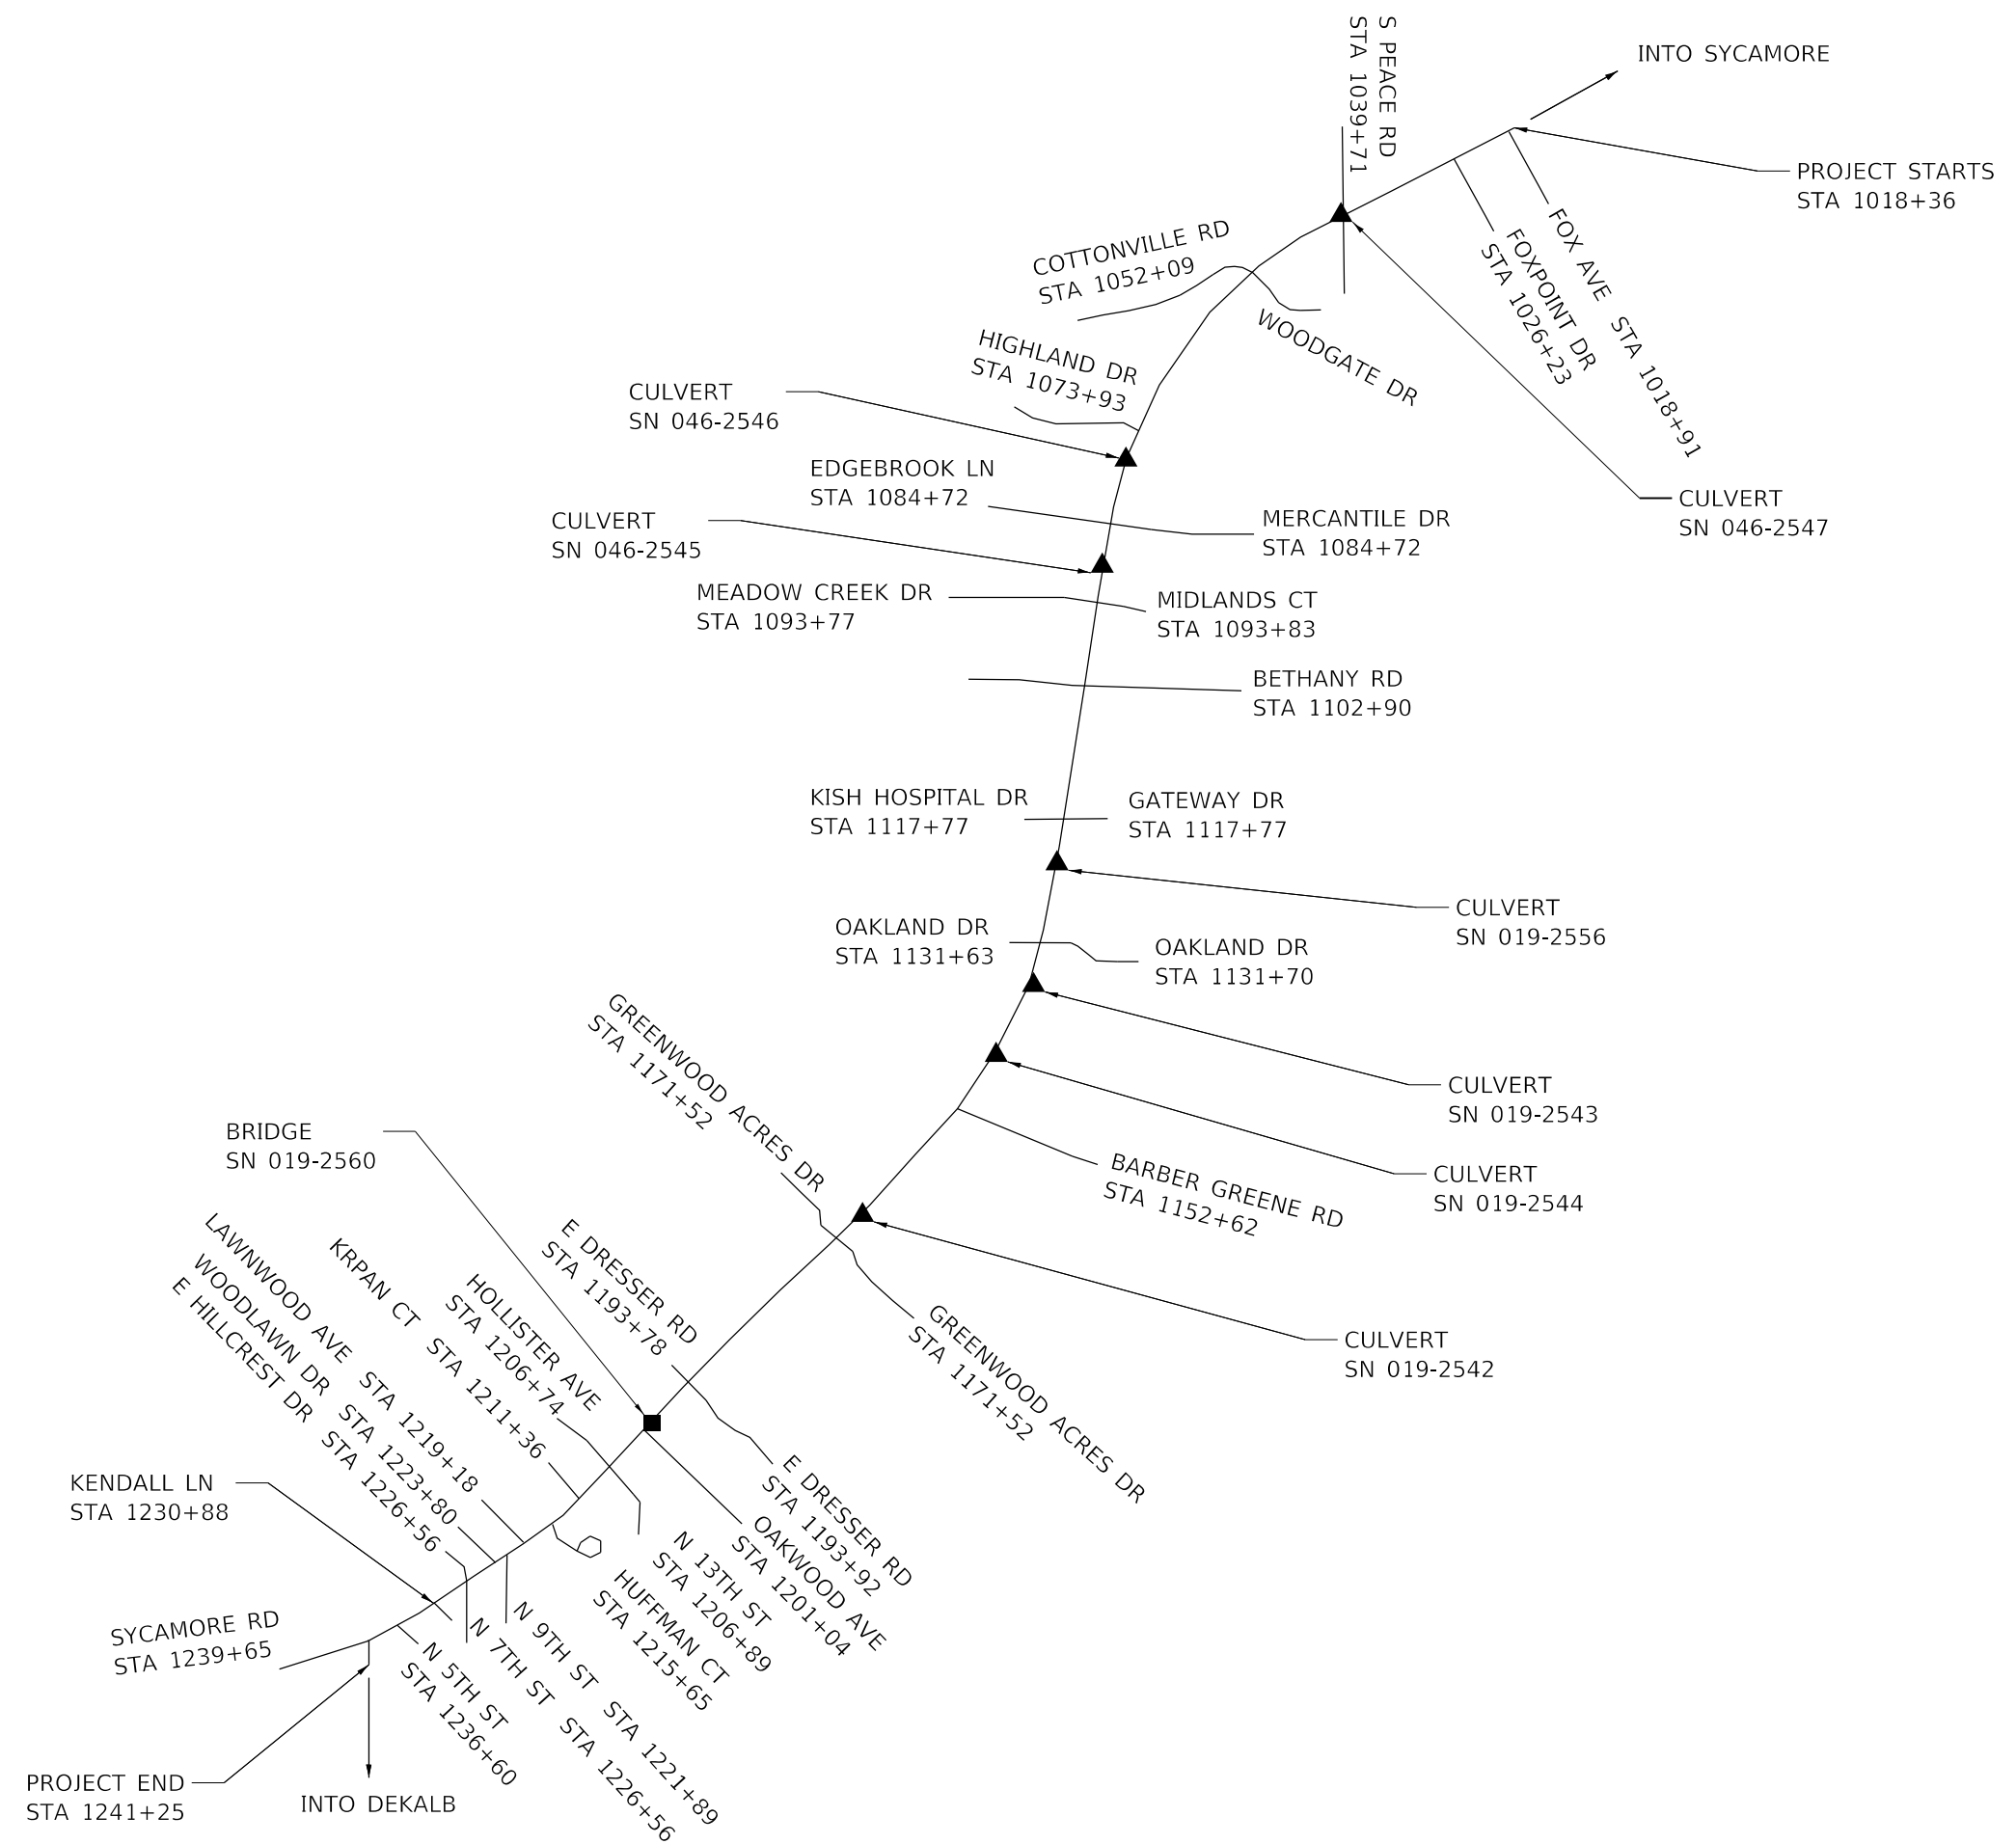 S PEACE RD
STA 1039+71
INTO SYCAMORE
PROJECT STARTS
STA 1018+36
FOX AVE STA 1018+91
FOXPOINT DR
STA 1026+23
COTTONVILLE RD
STA 1052+09
WOODGATE DR
HIGHLAND DR
STA 1073+93
CULVERT
SN 046-2546
EDGEBROOK LN
STA 1084+72
CULVERT
SN 046-2547
MERCANTILE DR
STA 1084+72
CULVERT
SN 046-2545
MEADOW CREEK DR
STA 1093+77
MIDLANDS CT
STA 1093+83
BETHANY RD
STA 1102+90
KISH HOSPITAL DR
STA 1117+77
GATEWAY DR
STA 1117+77
CULVERT
SN 019-2556
OAKLAND DR
STA 1131+63
OAKLAND DR
STA 1131+70
CULVERT
SN 019-2543
GREENWOOD ACRES DR
STA 1171+52
BRIDGE
SN 019-2560
CULVERT
SN 019-2544
BARBER GREENE RD
STA 1152+62
CULVERT
SN 019-2542
GREENWOOD ACRES DR
STA 1171+52
E DRESSER RD
STA 1193+78
HOLLISTER AVE
STA 1206+74
KRPAN CT STA 1211+36
LAWNWOOD AVE STA 1219+18
WOODLAWN DR STA 1223+80
E HILLCREST DR STA 1226+56
KENDALL LN
STA 1230+88
E DRESSER RD
STA 1193+92
OAKWOOD AVE
STA 1201+04
N 13TH ST
STA 1206+89
HUFFMAN CT
STA 1215+65
N 9TH ST STA 1221+89
N 7TH ST STA 1226+56
N 5TH ST
STA 1236+60
SYCAMORE RD
STA 1239+65
PROJECT END
STA 1241+25
INTO DEKALB